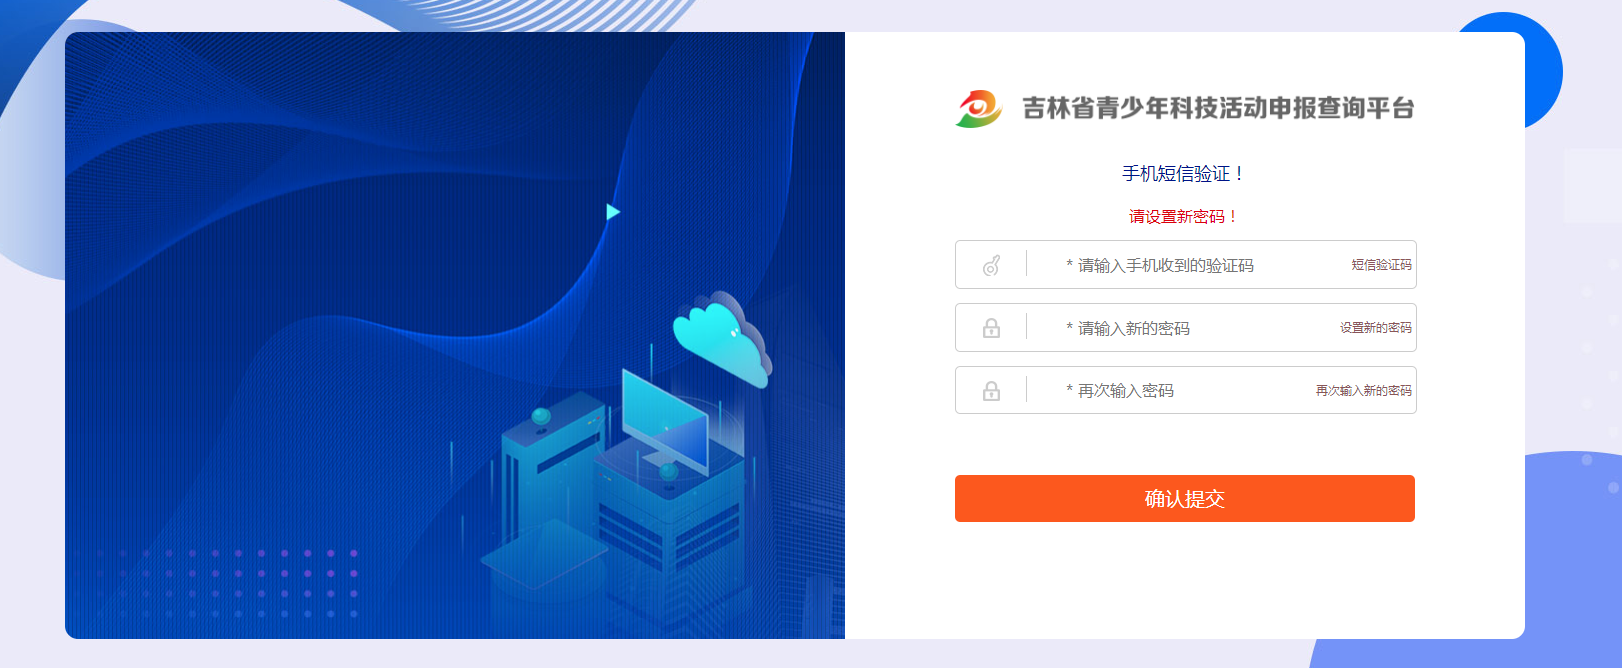 吉林省青少年科技活动申报查询平台
手机短信验证！
请设置新密码！
* 请输入手机收到的验证码 短信验证码
* 请输入新的密码 设置新的密码
* 再次输入密码 再次输入新的密码
确认提交